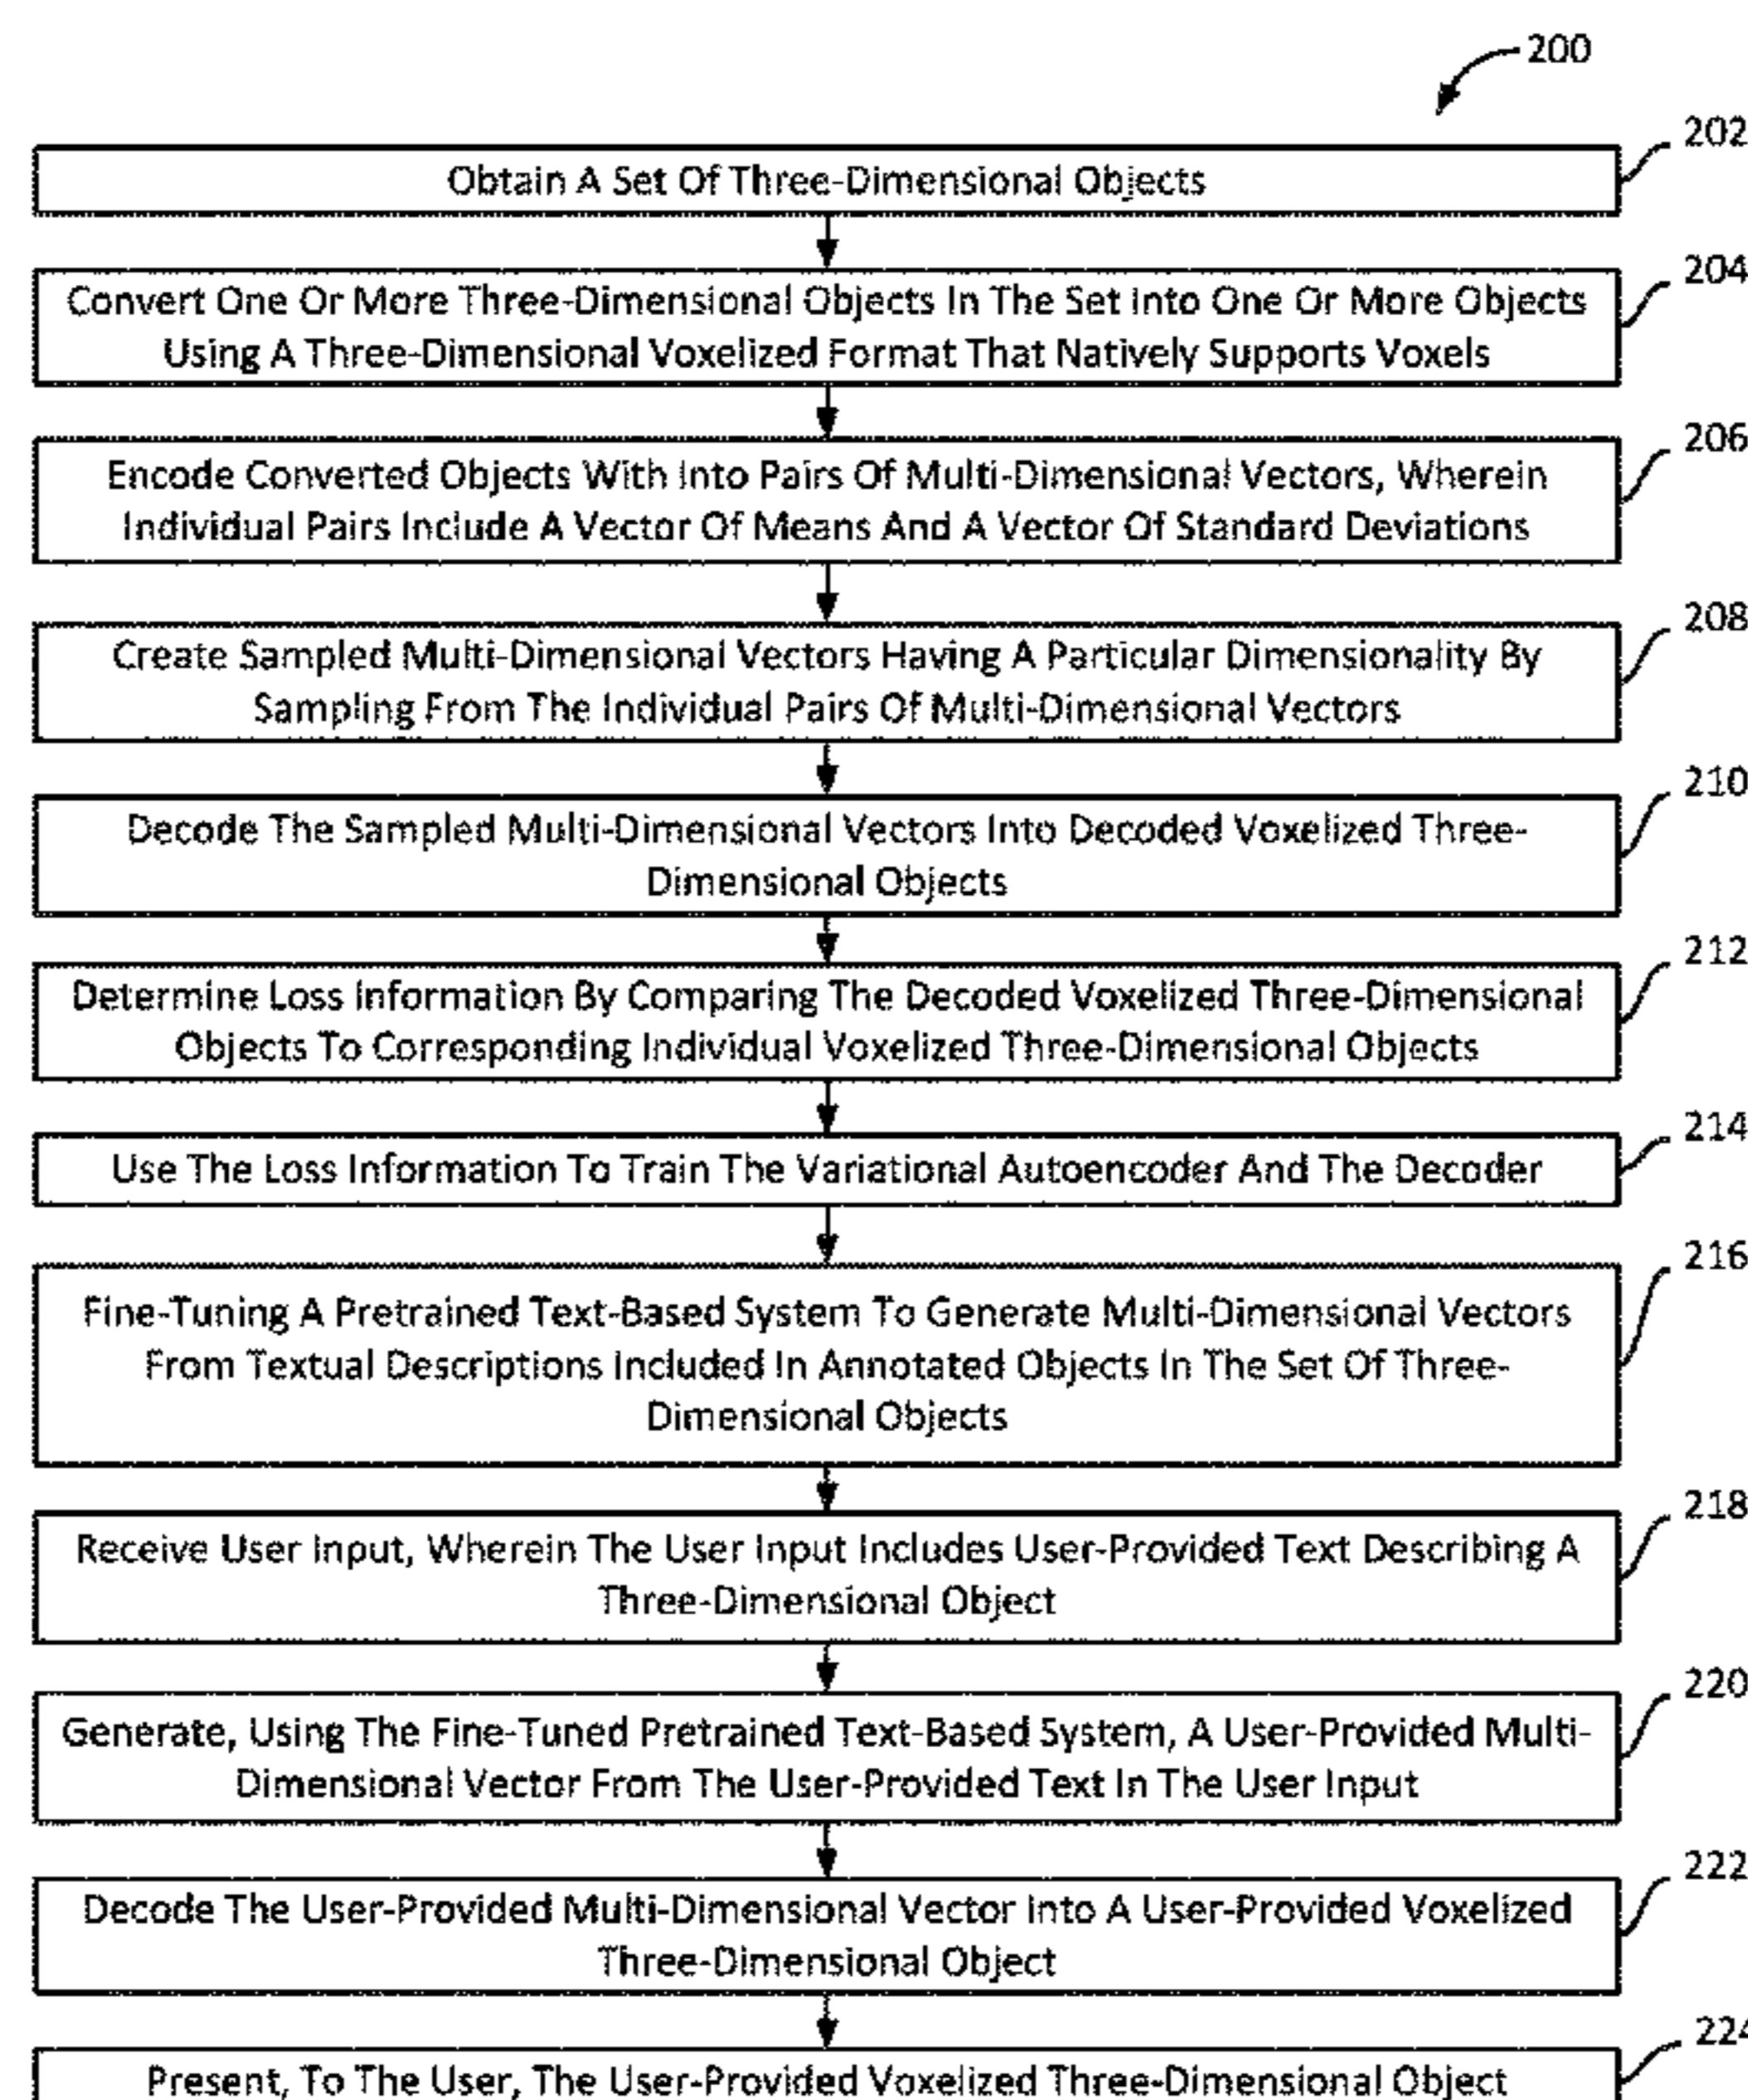 200
202
Obtain A Set Of Three-Dimensional Objects
204
Convert One Or More Three-Dimensional Objects In The Set Into One Or More Objects
Using A Three-Dimensional Voxelized Format That Natively Supports Voxels
206
Encode Converted Objects With Into Pairs Of Multi-Dimensional Vectors, Wherein
Individual Pairs Include A Vector Of Means And A Vector Of Standard Deviations
208
Create Sampled Multi-Dimensional Vectors Having A Particular Dimensionality By
Sampling From The Individual Pairs Of Multi-Dimensional Vectors
210
Decode The Sampled Multi-Dimensional Vectors Into Decoded Voxelized Three-
Dimensional Objects
212
Determine Loss Information By Comparing The Decoded Voxelized Three-Dimensional
Objects To Corresponding Individual Voxelized Three-Dimensional Objects
214
Use The Loss Information To Train The Variational Autoencoder And The Decoder
216
Fine-Tuning A Pretrained Text-Based System To Generate Multi-Dimensional Vectors
From Textual Descriptions Included In Annotated Objects In The Set Of Three-
Dimensional Objects
218
Receive User Input, Wherein The User Input Includes User-Provided Text Describing A
Three-Dimensional Object
220
Generate, Using The Fine-Tuned Pretrained Text-Based System, A User-Provided Multi-
Dimensional Vector From The User-Provided Text In The User Input
222
Decode The User-Provided Multi-Dimensional Vector Into A User-Provided Voxelized
Three-Dimensional Object
224
Present, To The User, The User-Provided Voxelized Three-Dimensional Object